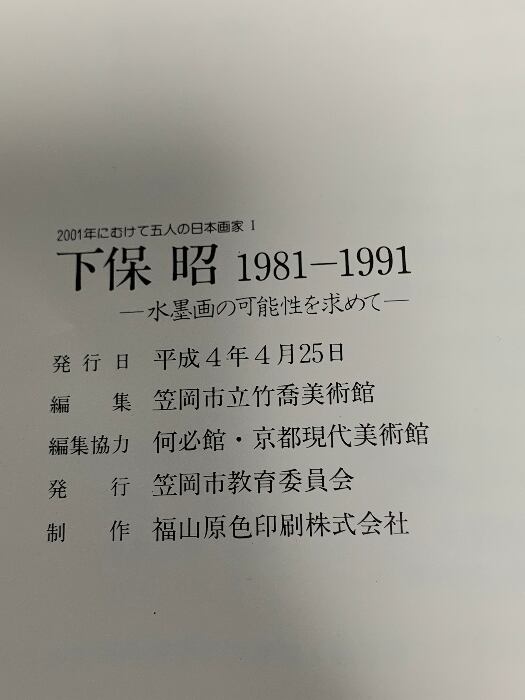 2001年にむけて五人の日本画家 I
下保 昭 1981―1991
―水墨画の可能性を求めて―
発行日 平成4年4月25日
編集 笠岡市立竹喬美術館
編集協力 何必館・京都現代美術館
発行 笠岡市教育委員会
制作 福山原色印刷株式会社